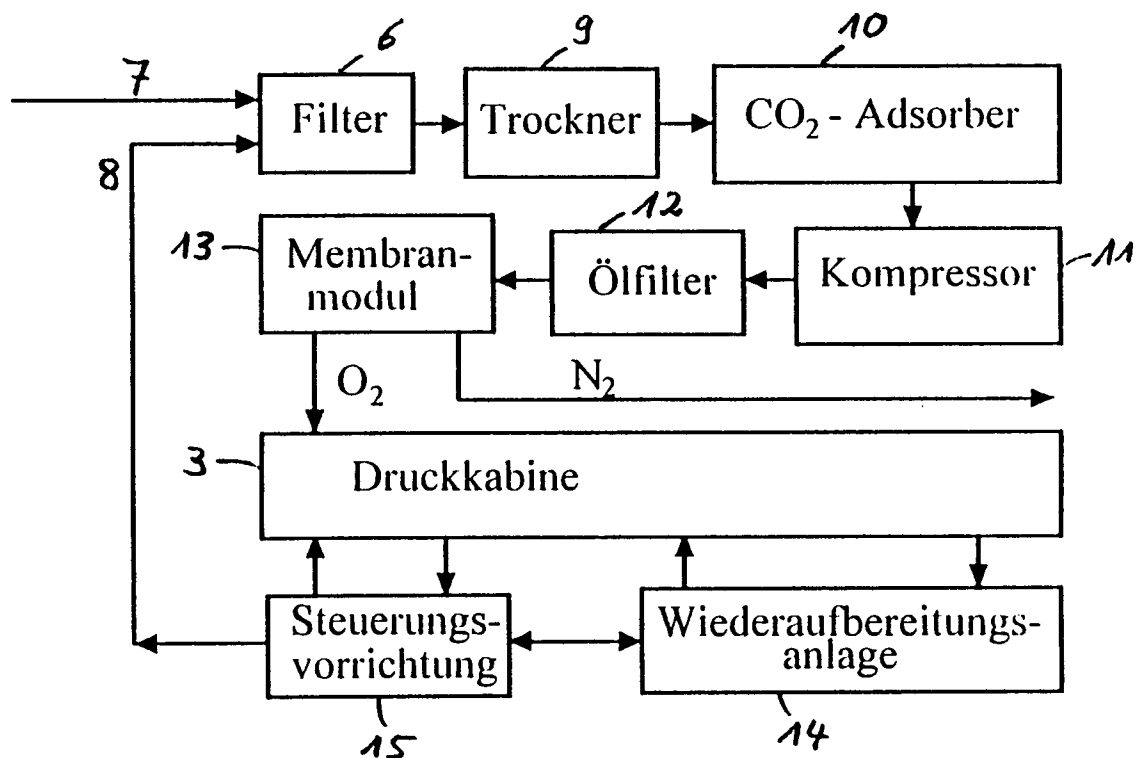 6
9
10
7
Filter
Trockner
CO₂ - Adsorber
8
12
13
Membran-
modul
Ölfilter
Kompressor
11
O₂
N₂
3
Druckkabine
Steuerungs-
vorrichtung
Wiederaufbereitungs-
anlage
15
14